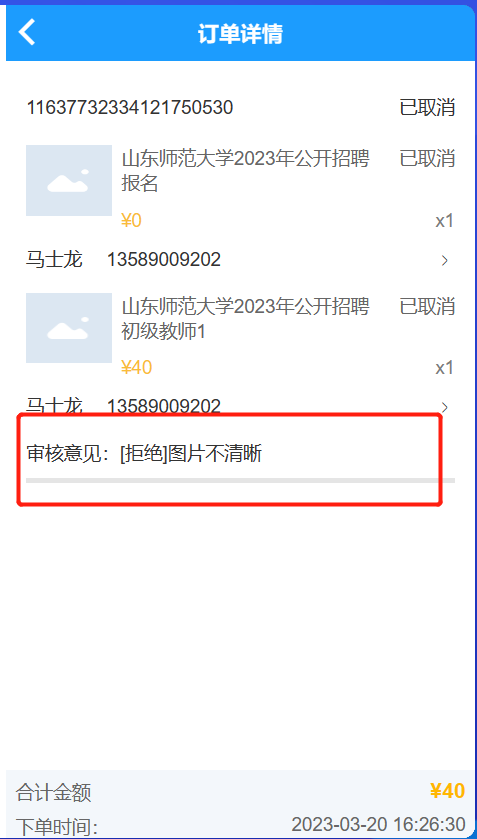 订单详情
11637732334121750530 已取消
山东师范大学2023年公开招聘 已取消
报名
¥0 x1
马士龙 13589009202
山东师范大学2023年公开招聘 已取消
初级教师1
¥40 x1
马士龙 13589009202
审核意见：[拒绝]图片不清晰
合计金额 ¥40
下单时间： 2023-03-20 16:26:30